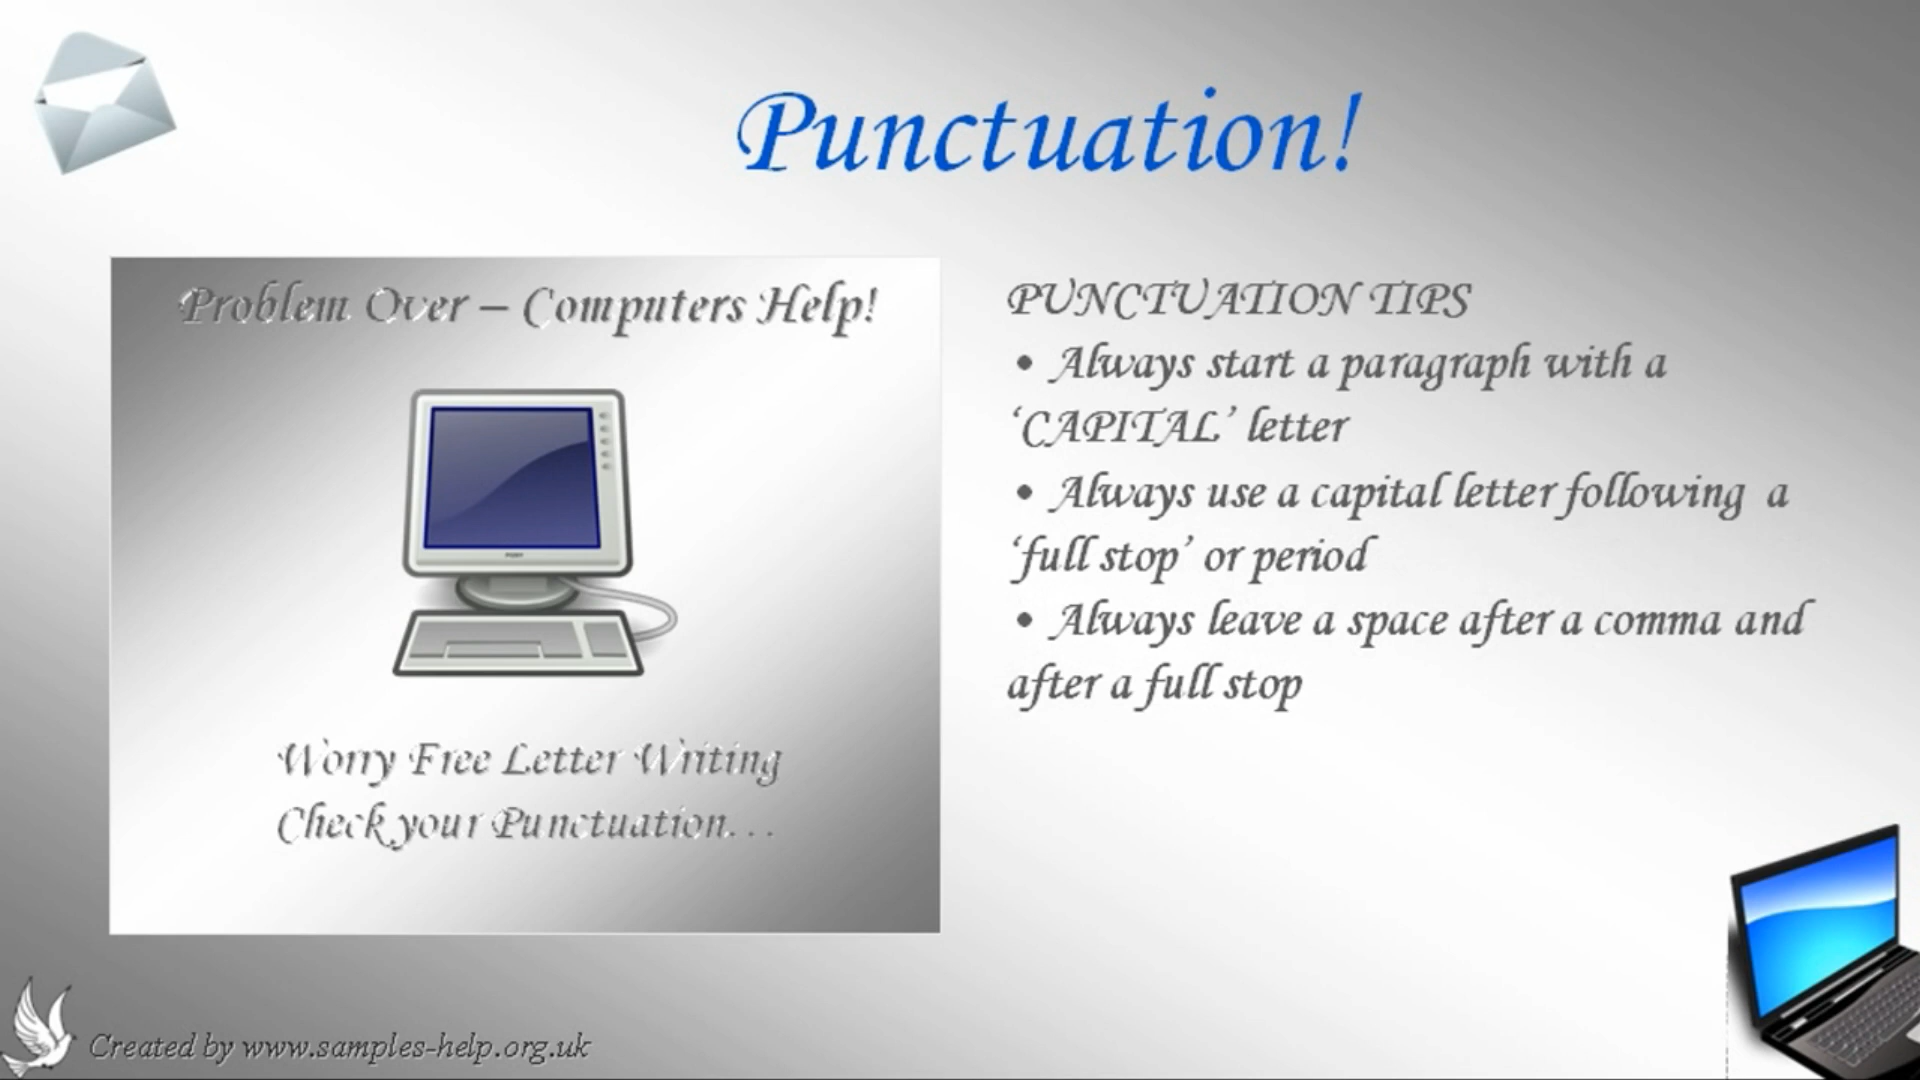 Punctuation!
Problem Over – Computers Help!
Worry Free Letter Writing
Check your Punctuation...
PUNCTUATION TIPS
• Always start a paragraph with a
‘CAPITAL’ letter
• Always use a capital letter following a
‘full stop’ or period
• Always leave a space after a comma and
after a full stop
Created by www.samples-help.org.uk